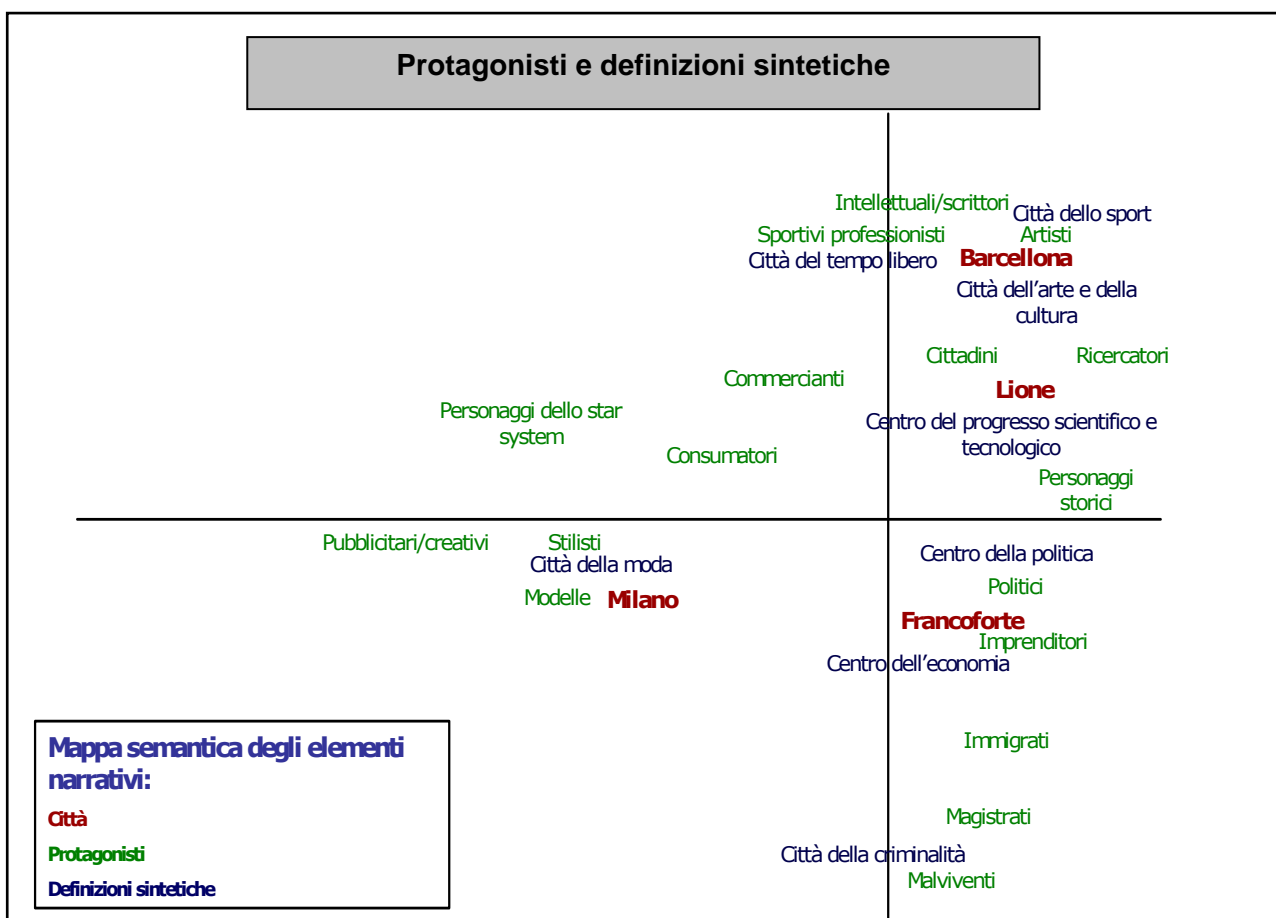 Protagonisti e definizioni sintetiche
Intellettuali/scrittori
Città dello sport
Sportivi professionisti
Artisti
Città del tempo libero
Barcellona
Città dell'arte e della
cultura
Cittadini
Ricercatori
Commercianti
Lione
Personaggi dello star
system
Centro del progresso scientifico e
tecnologico
Consumatori
Personaggi
storici
Pubblicitari/creativi
Stilisti
Città della moda
Centro della politica
Modelle
Milano
Politici
Francoforte
Imprenditori
Centro dell'economia
Immigrati
Magistrati
Città della criminalità
Malviventi
Mappa semantica degli elementi
narrativi:
Città
Protagonisti
Definizioni sintetiche